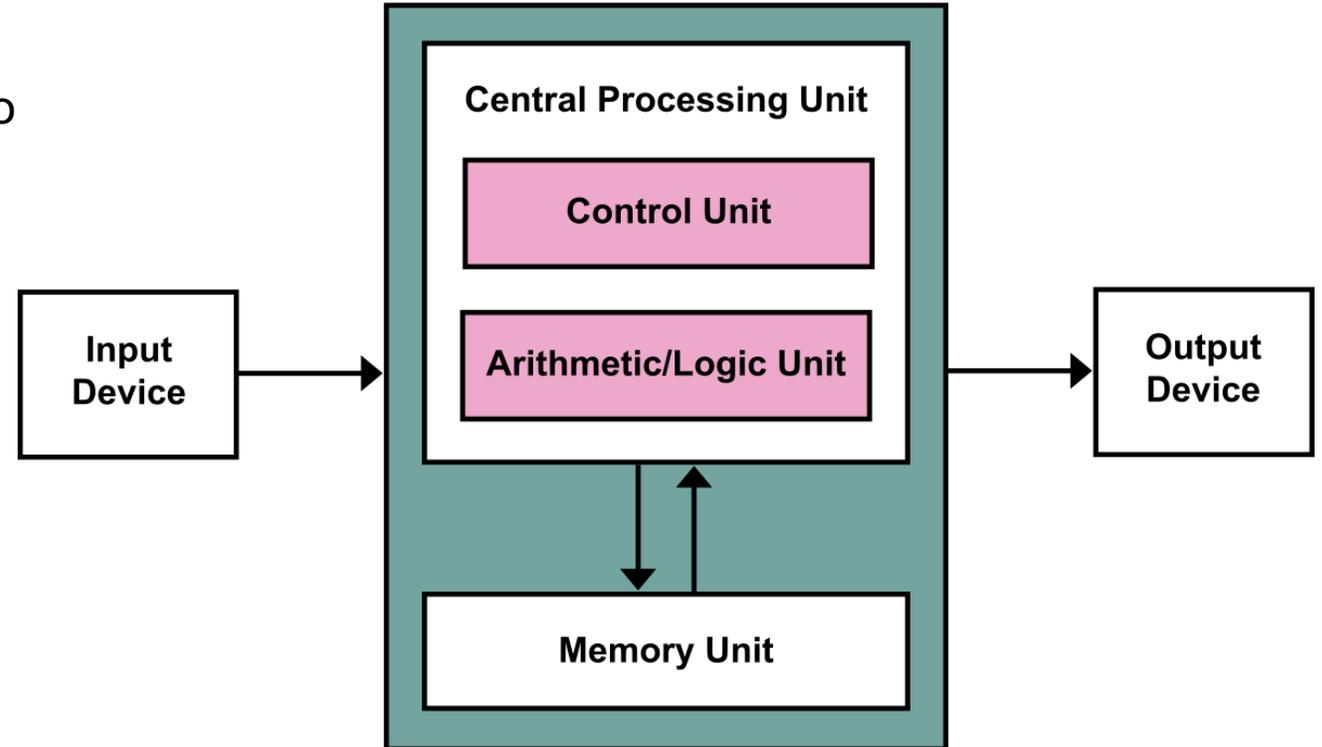 o
Central Processing Unit
Control Unit
Arithmetic/Logic Unit
Input
Device
Output
Device
Memory Unit